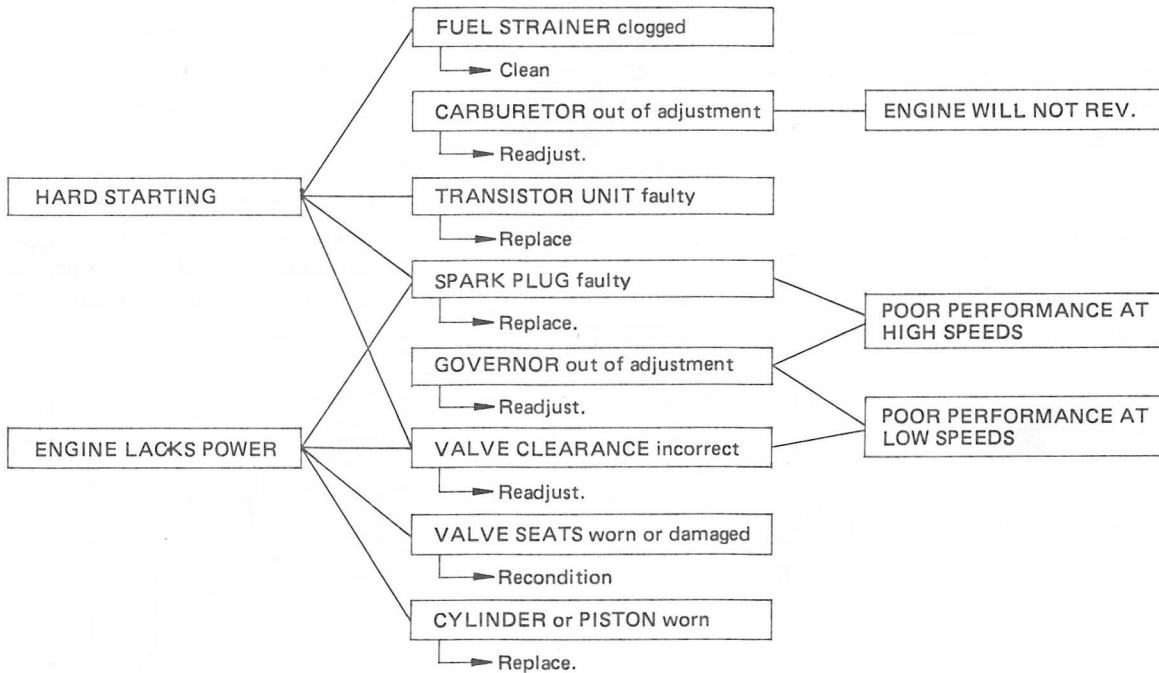 FUEL STRAINER clogged
Clean
CARBURETOR out of adjustment
ENGINE WILL NOT REV.
Readjust.
HARD STARTING
TRANSISTOR UNIT faulty
Replace
SPARK PLUG faulty
Replace.
POOR PERFORMANCE AT
HIGH SPEEDS
GOVERNOR out of adjustment
Readjust.
ENGINE LACKS POWER
VALVE CLEARANCE incorrect
POOR PERFORMANCE AT
LOW SPEEDS
Readjust.
VALVE SEATS worn or damaged
Recondition
CYLINDER or PISTON worn
Replace.